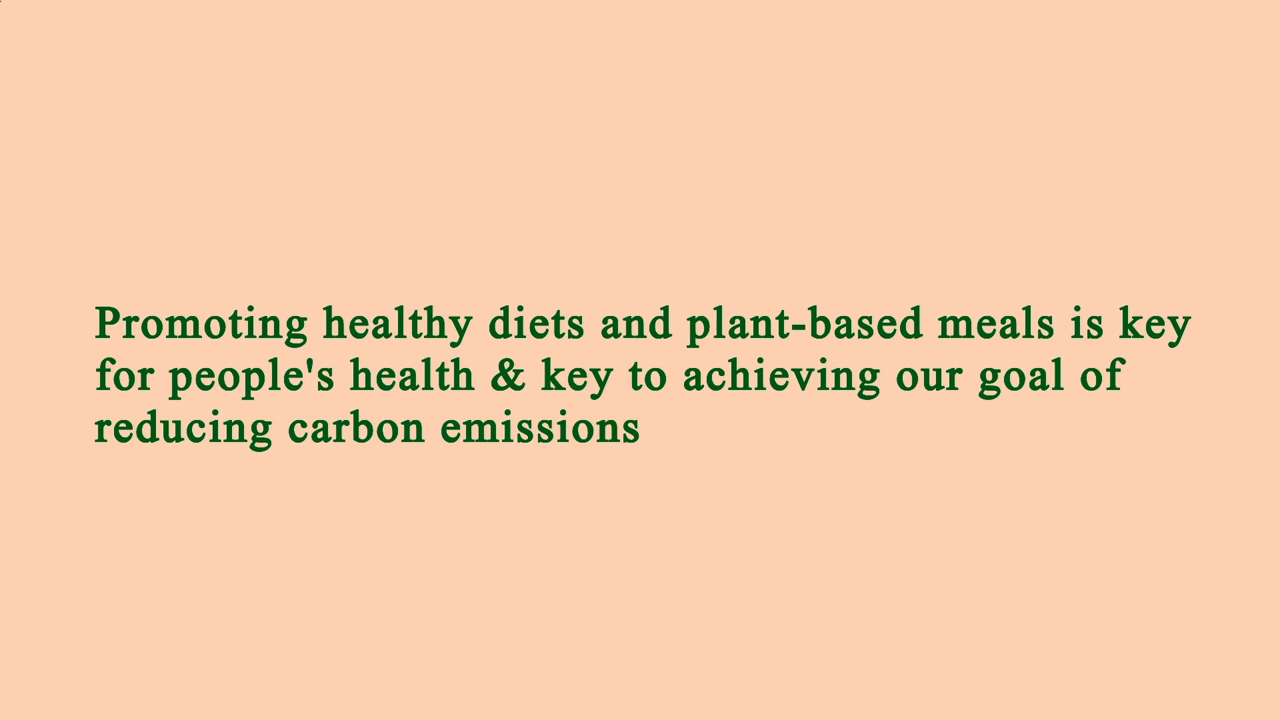 Promoting healthy diets and plant-based meals is key
for people's health & key to achieving our goal of
reducing carbon emissions